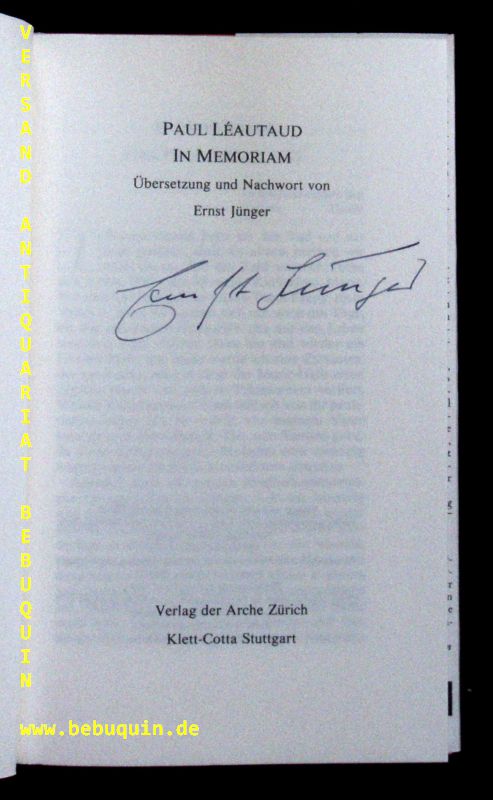 VERSAND ANTIQUARIAT BEBUQUIN
PAUL LÉAUTAUD
IN MEMORIAM
Übersetzung und Nachwort von
Ernst Jünger
Ernst Jünger
Verlag der Arche Zürich
Klett-Cotta Stuttgart
www.bebuquin.de